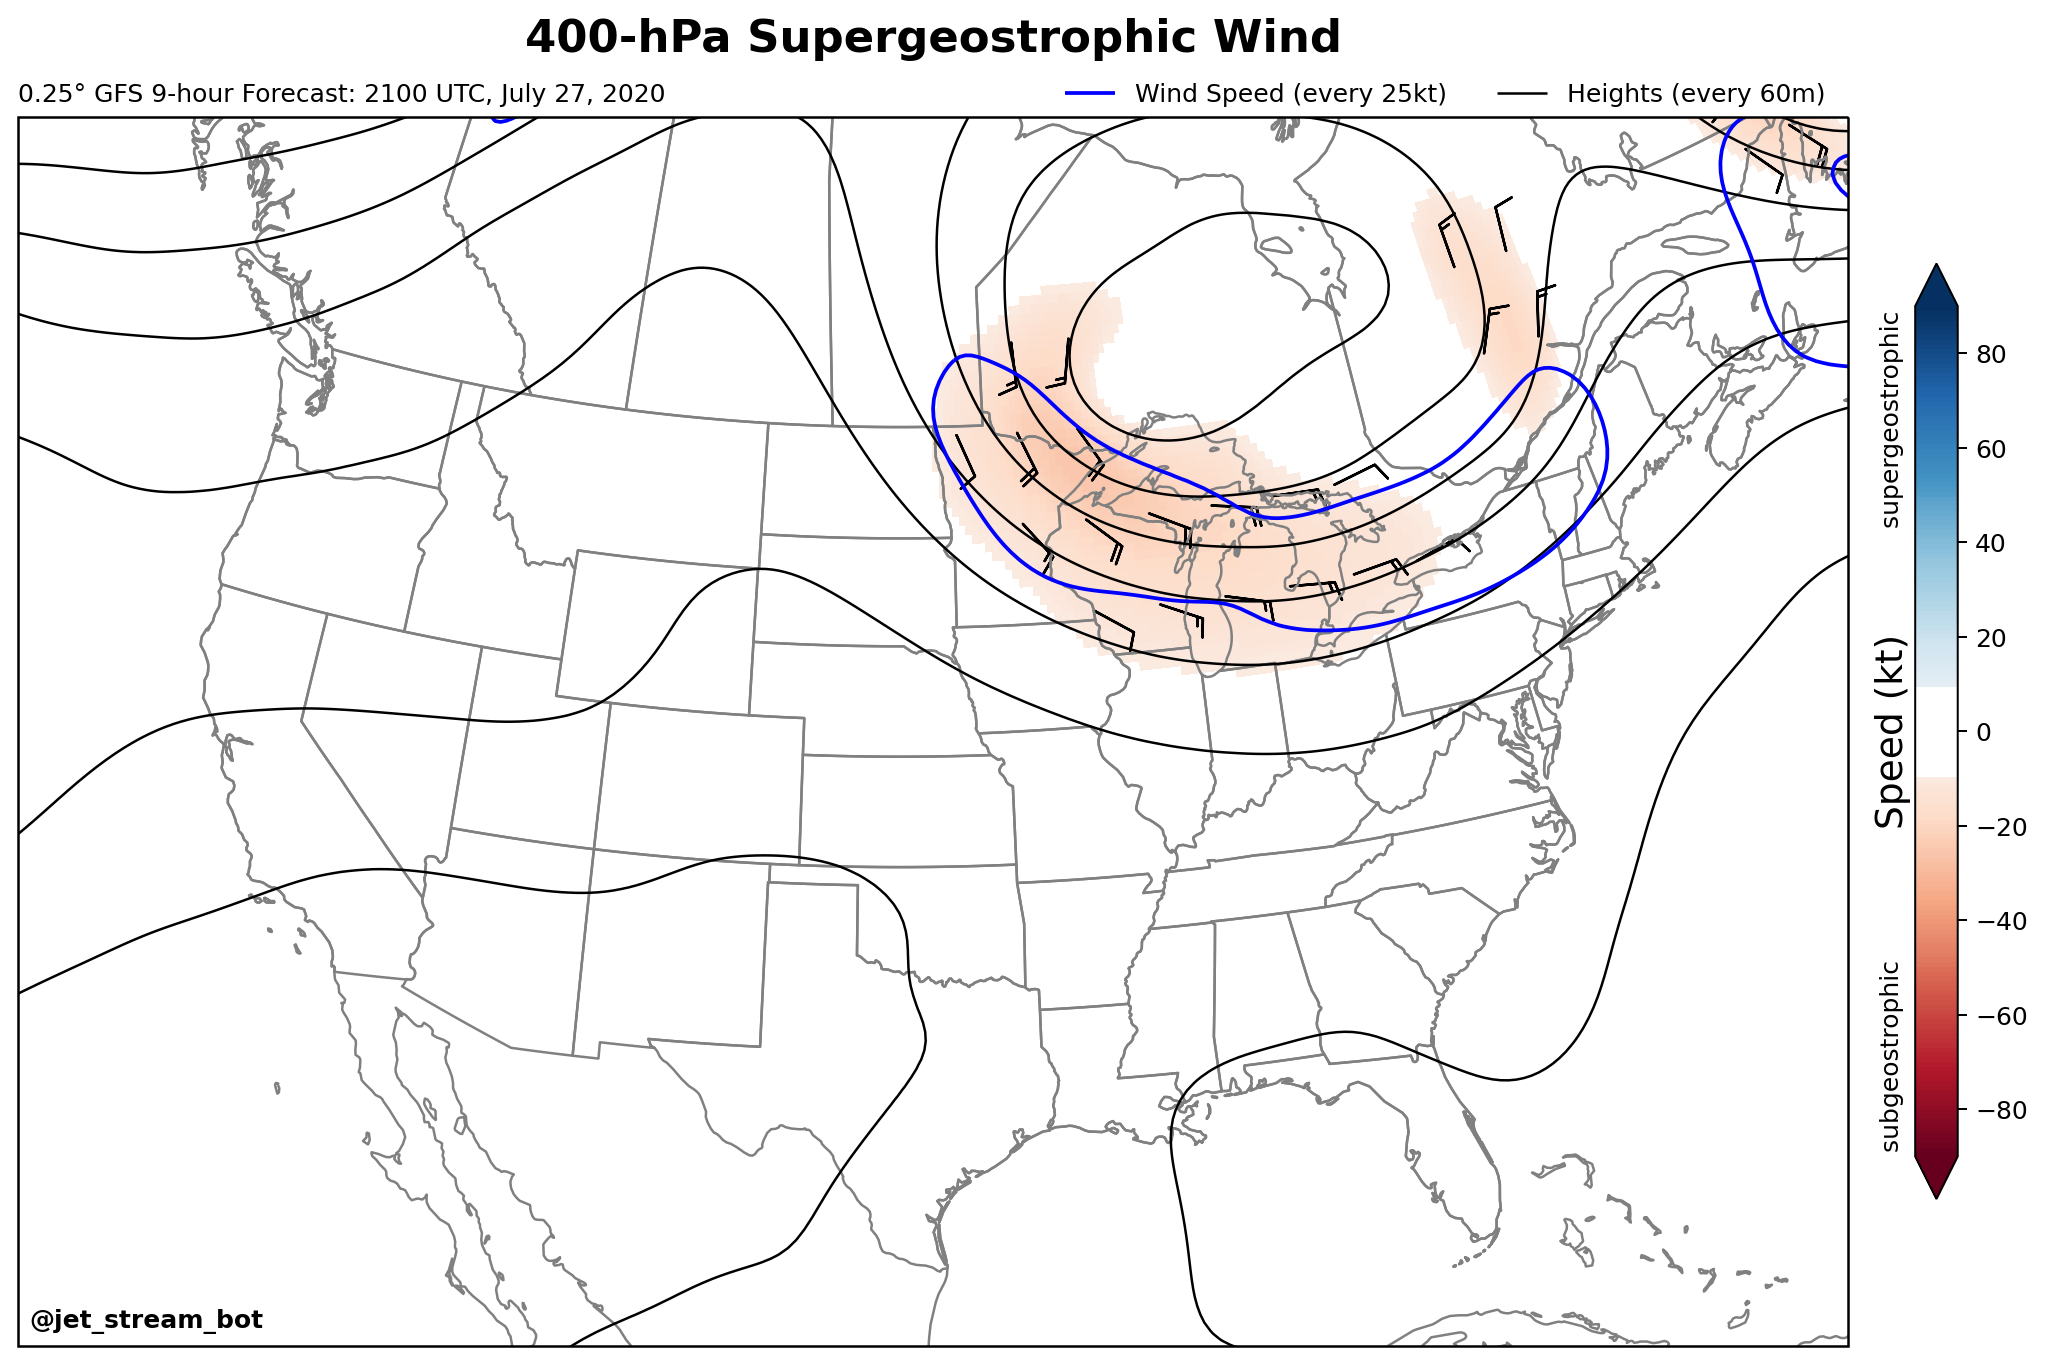 400-hPa Supergeostrophic Wind
0.25° GFS 9-hour Forecast: 2100 UTC, July 27, 2020
Wind Speed (every 25kt)
Heights (every 60m)
supergeostrophic
Speed (kt)
subgeostrophic
80
60
40
20
0
−20
−40
−60
−80
@jet_stream_bot